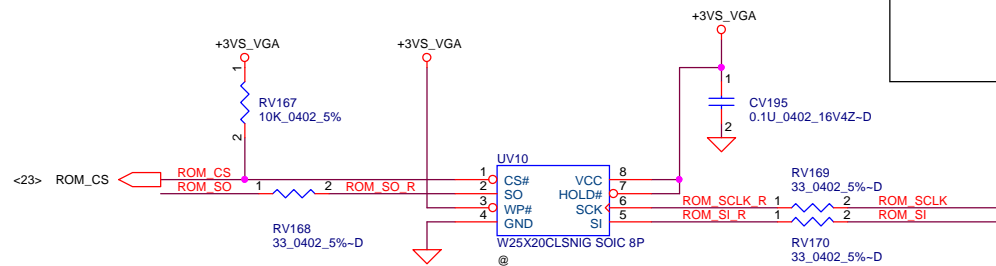 +3VS_VGA
+3VS_VGA
+3VS_VGA
1
RV167
10K_0402_5%
2
1
CV195
0.1U_0402_16V4Z~D
2
<23> ROM_CS
ROM_CS
ROM_SO
1 2
ROM_SO_R
RV168
33_0402_5%~D
UV10
1 CS# VCC 8
2 SO HOLD# 7
3 WP# SCK 6
4 GND SI 5
W25X20CLSNIG SOIC 8P
@
RV169
33_0402_5%~D
ROM_SCLK_R 1 2 ROM_SCLK
ROM_SI_R 1 2 ROM_SI
RV170
33_0402_5%~D